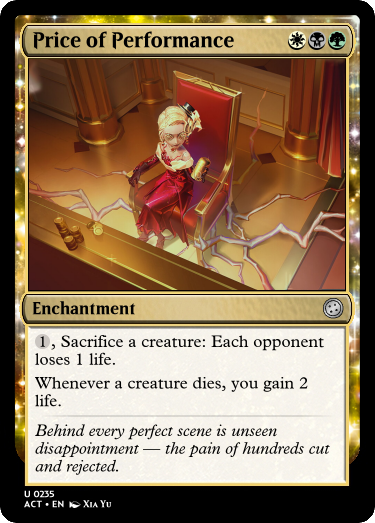 Price of Performance
Enchantment
1, Sacrifice a creature: Each opponent
loses 1 life.
Whenever a creature dies, you gain 2
life.
Behind every perfect scene is unseen
disappointment — the pain of hundreds cut
and rejected.
U 0235
ACT • EN Xia Yu